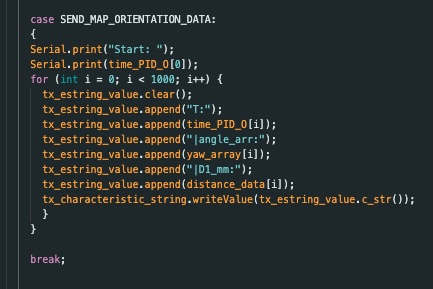 case SEND_MAP_ORIENTATION_DATA:
{
Serial.print("Start: ");
Serial.print(time_PID_O[0]);
for (int i = 0; i < 1000; i++) {
tx_estring_value.clear();
tx_estring_value.append("T:");
tx_estring_value.append(time_PID_O[i]);
tx_estring_value.append("|angle_arr:");
tx_estring_value.append(yaw_array[i]);
tx_estring_value.append("|D1_mm:");
tx_estring_value.append(distance_data[i]);
tx_characteristic_string.writeValue(tx_estring_value.c_str());
}
}
break;